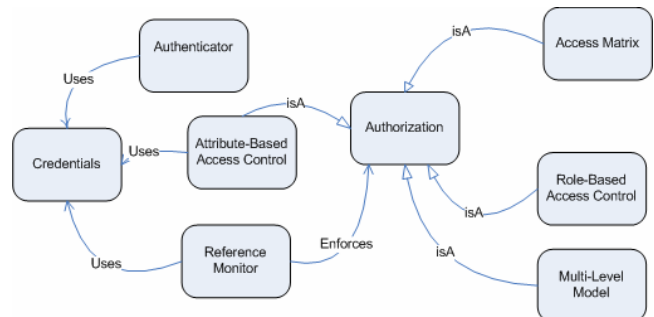 isA
Access Matrix
Authenticator
Uses
isA
Authorization
Credentials
Uses
Attribute-Based
Access Control
Role-Based
Access Control
isA
Enforces
isA
Uses
Reference
Monitor
Multi-Level
Model